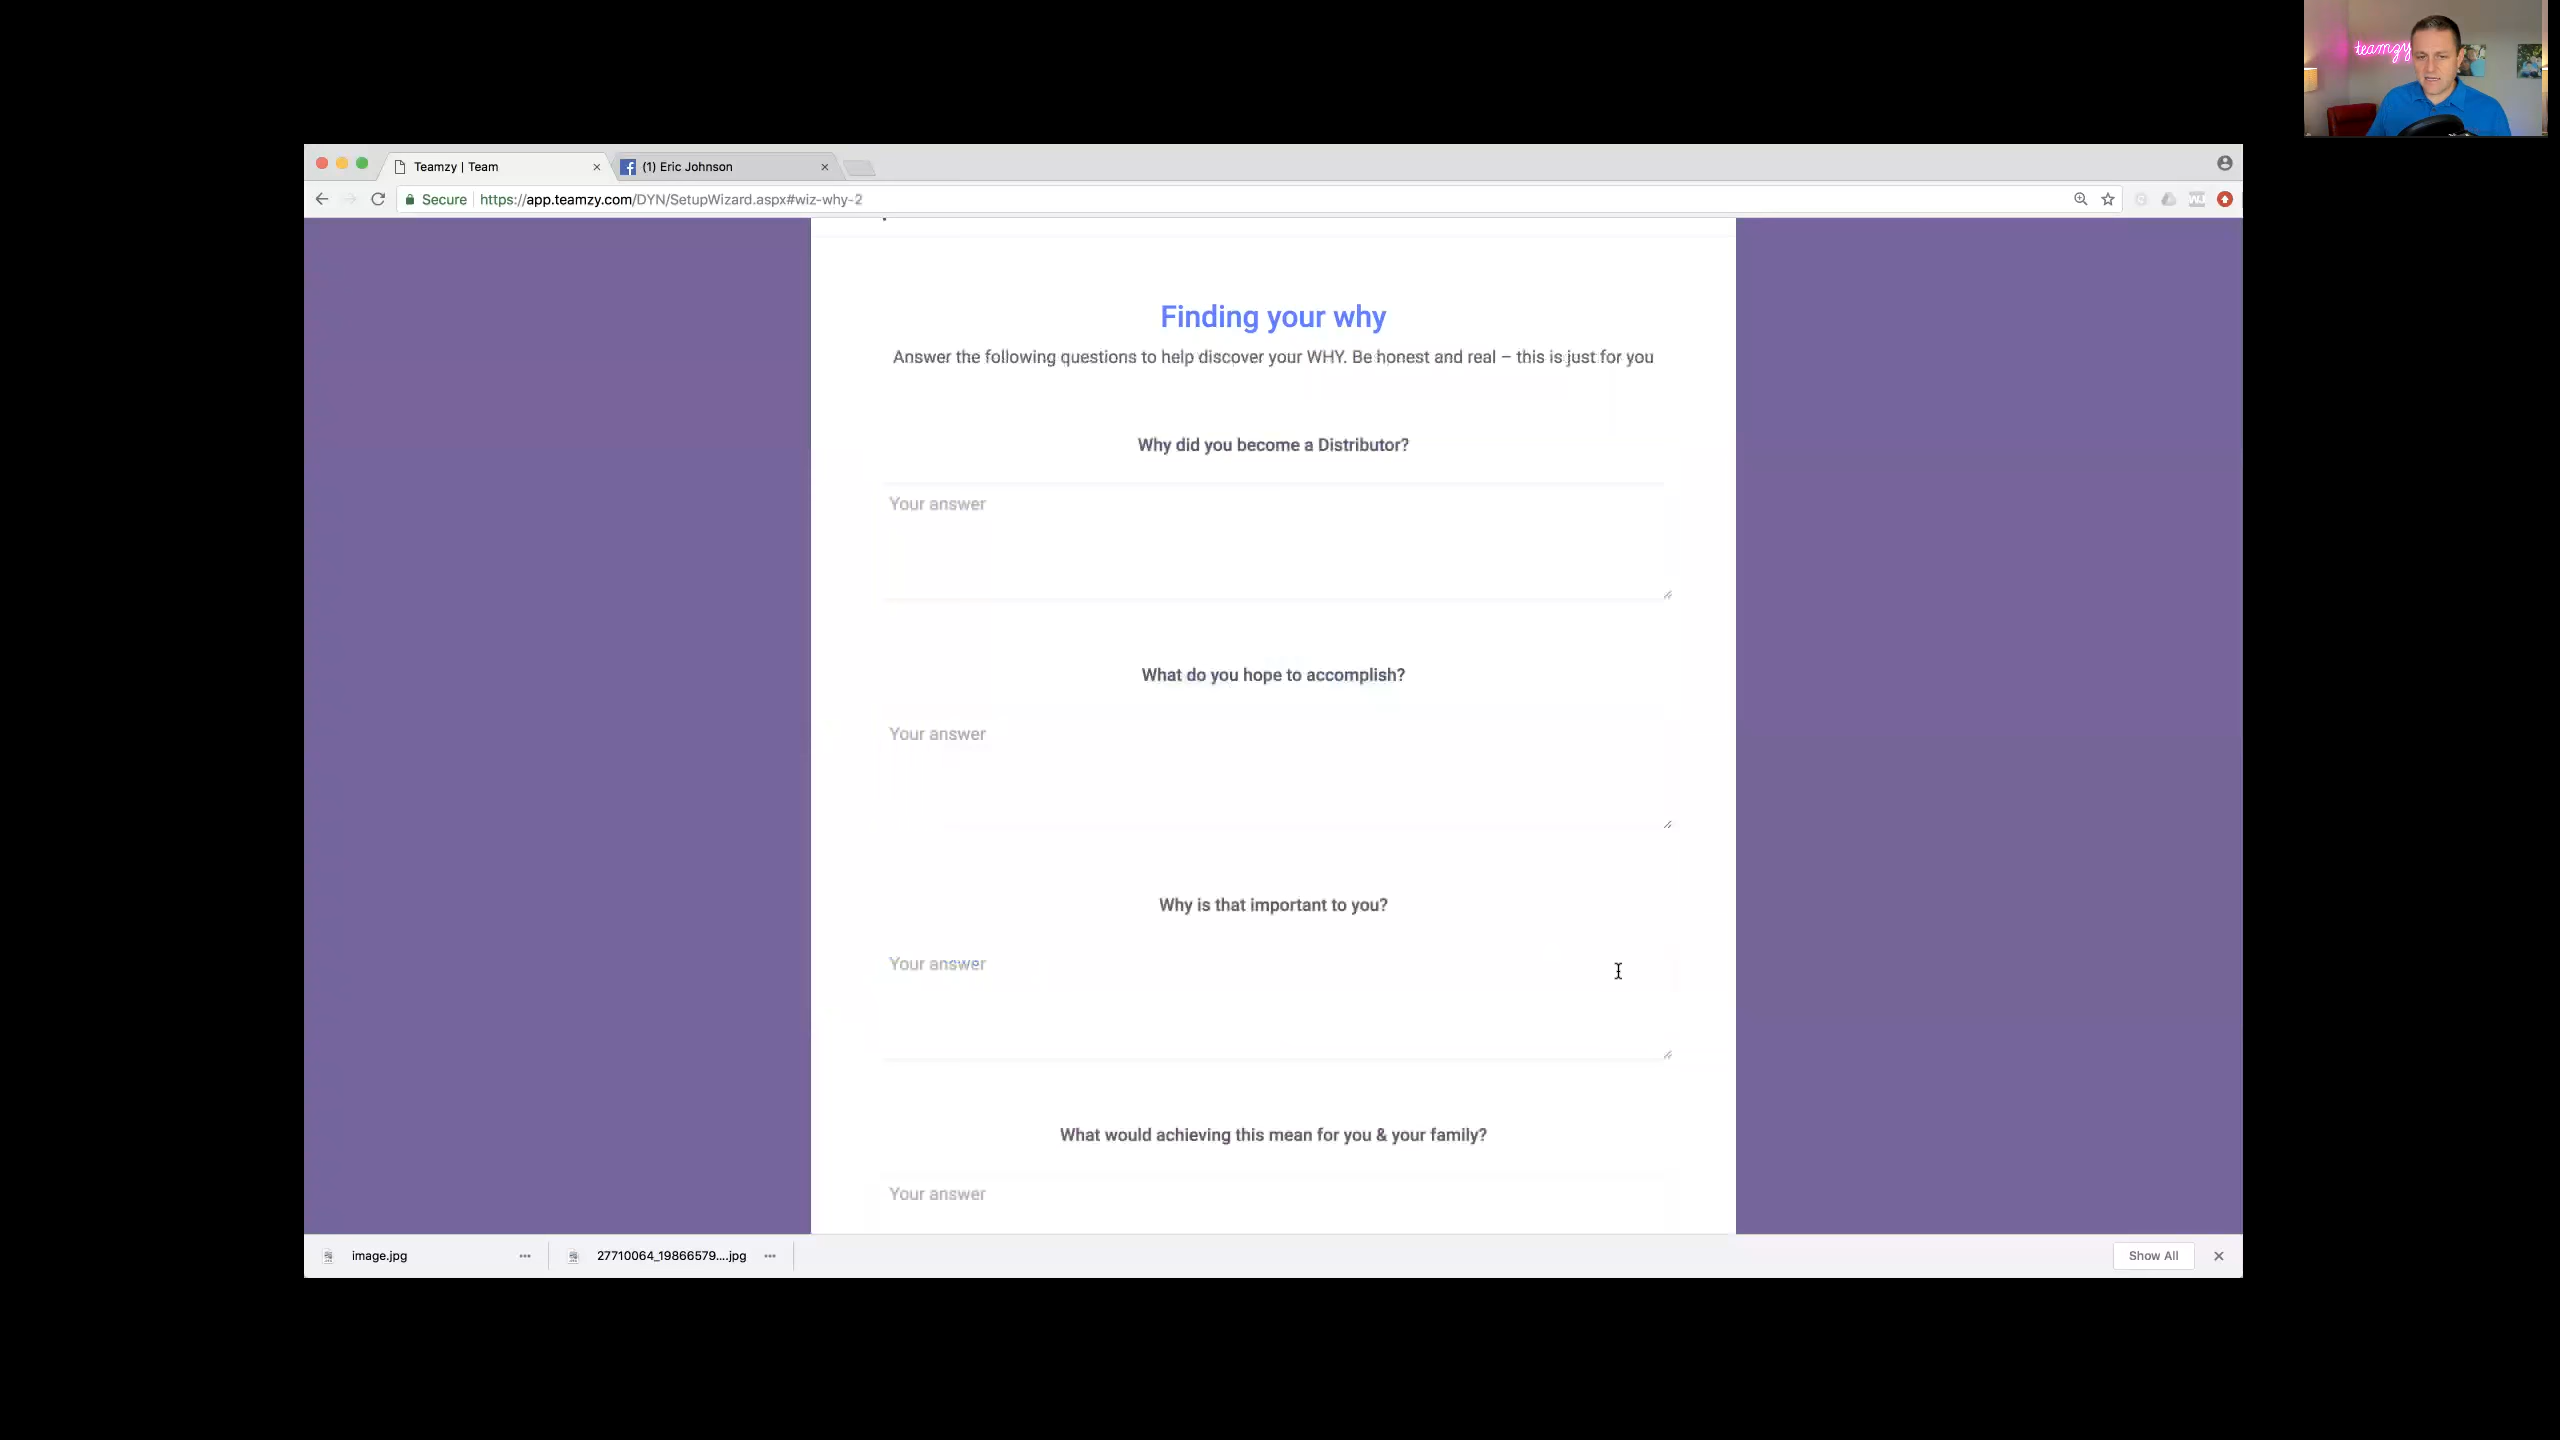 teamzy
Teamzy | Team
(1) Eric Johnson
Secure
https://app.teamzy.com/DYN/SetupWizard.aspx#wiz-why-2
Finding your why
Answer the following questions to help discover your WHY. Be honest and real – this is just for you
Why did you become a Distributor?
Your answer
What do you hope to accomplish?
Your answer
Why is that important to you?
Your answer
What would achieving this mean for you & your family?
Your answer
image.jpg
27710064_19866579....jpg
Show All